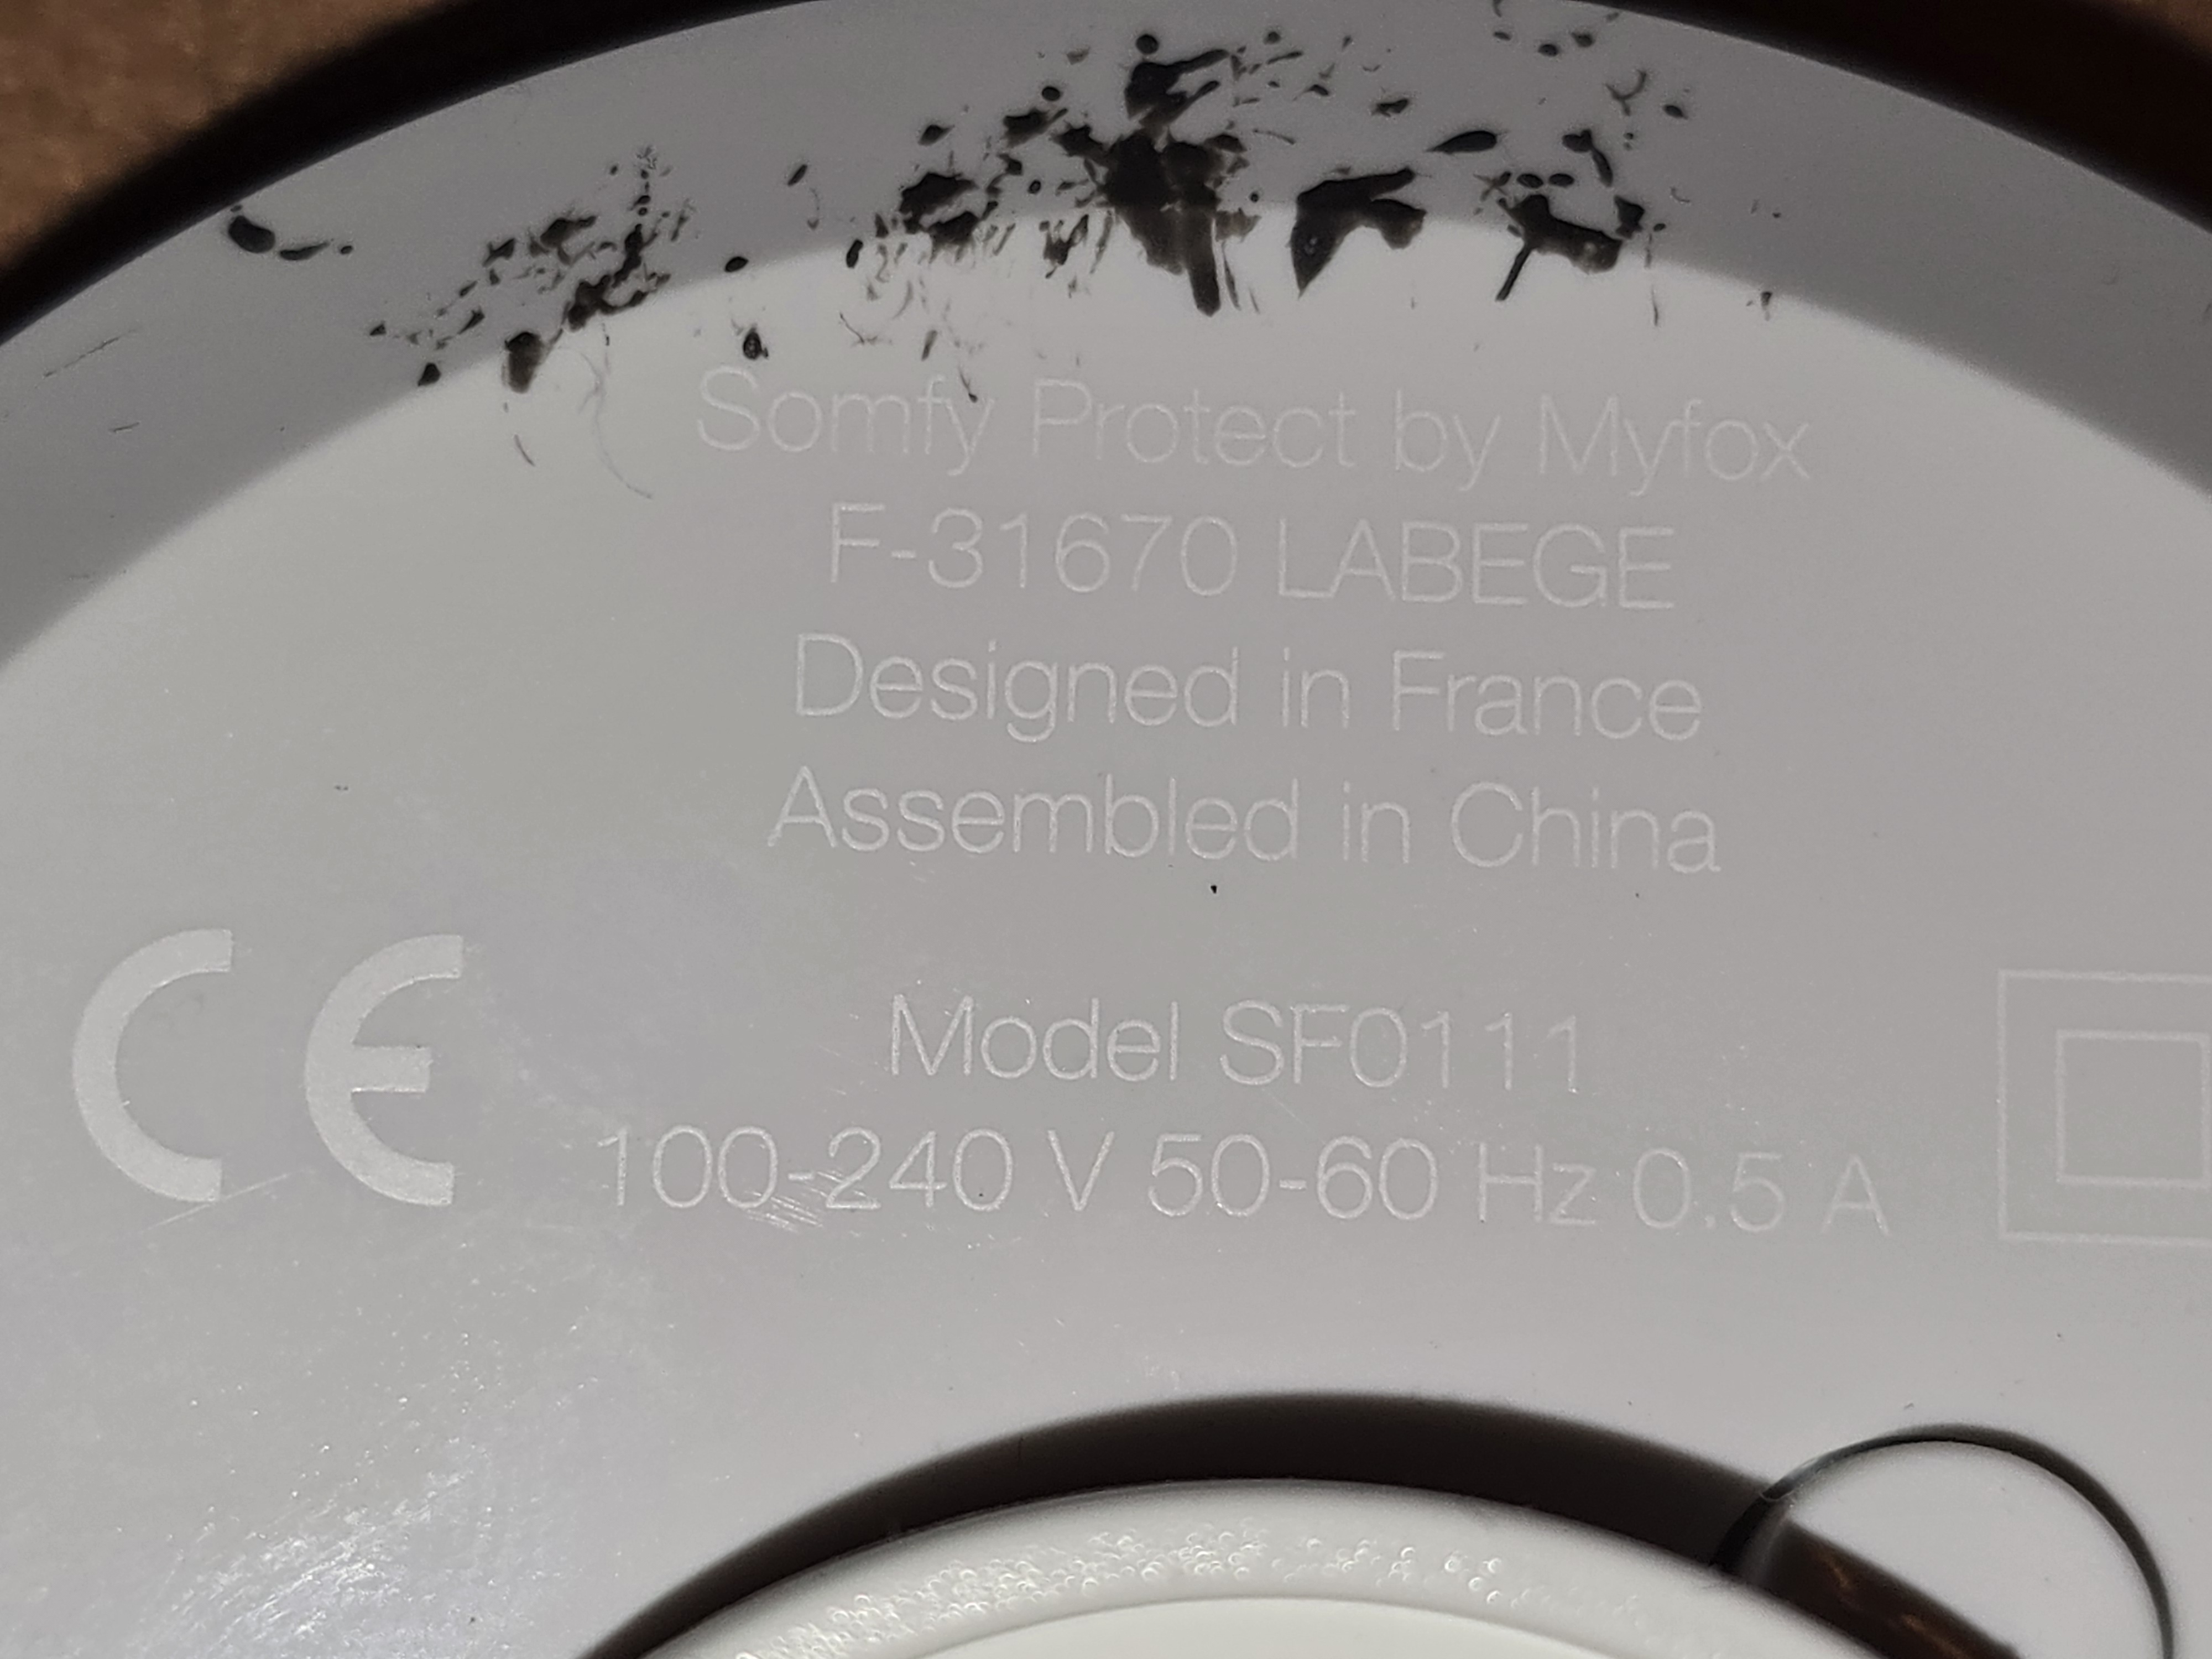 Somfy Protect by Myfox
F-31670 LABEGE
Designed in France
Assembled in China
CE
Model SF0111
100-240 V 50-60 Hz 0.5 A